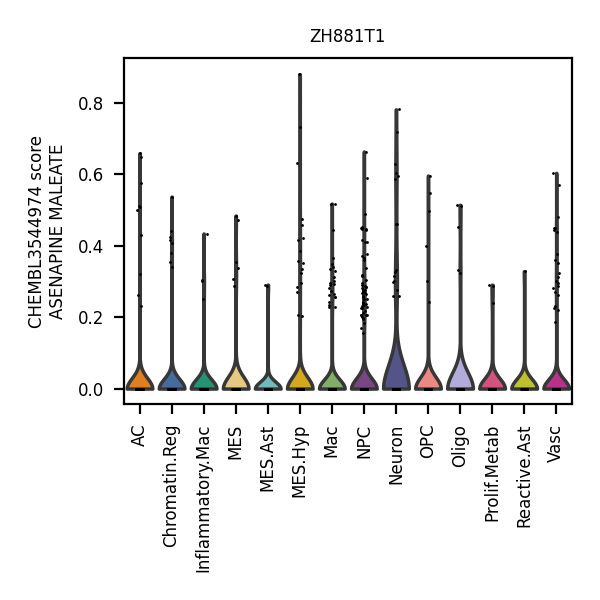 ZH881T1
CHEMBL3544974 score
ASENAPINE MALEATE
0.8
0.6
0.4
0.2
0.0
AC
Chromatin.Reg
Inflammatory.Mac
MES
MES.Ast
MES.Hyp
Mac
NPC
Neuron
OPC
Oligo
Prolif.Metab
Reactive.Ast
Vasc